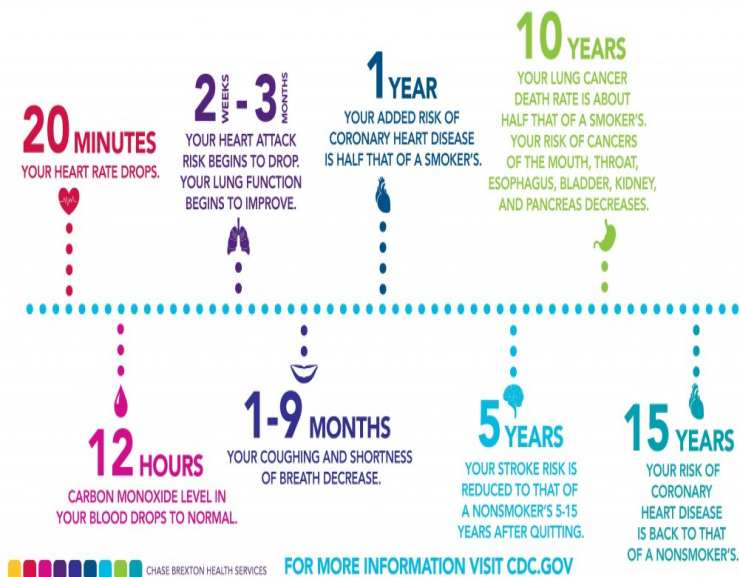 20 MINUTES
YOUR HEART RATE DROPS.
12 HOURS
CARBON MONOXIDE LEVEL IN
YOUR BLOOD DROPS TO NORMAL.
2 WEEKS - 3 MONTHS
YOUR HEART ATTACK
RISK BEGINS TO DROP.
YOUR LUNG FUNCTION
BEGINS TO IMPROVE.
1-9 MONTHS
YOUR COUGHING AND SHORTNESS
OF BREATH DECREASE.
1 YEAR
YOUR ADDED RISK OF
CORONARY HEART DISEASE
IS HALF THAT OF A SMOKER'S.
5 YEARS
YOUR STROKE RISK IS
REDUCED TO THAT OF
A NONSMOKER'S 5-15
YEARS AFTER QUITTING.
10 YEARS
YOUR LUNG CANCER
DEATH RATE IS ABOUT
HALF THAT OF A SMOKER'S.
YOUR RISK OF CANCERS
OF THE MOUTH, THROAT,
ESOPHAGUS, BLADDER, KIDNEY,
AND PANCREAS DECREASES.
15 YEARS
YOUR RISK OF
CORONARY
HEART DISEASE
IS BACK TO THAT
OF A NONSMOKER'S.
CHASE BREXTON HEALTH SERVICES
FOR MORE INFORMATION VISIT CDC.GOV